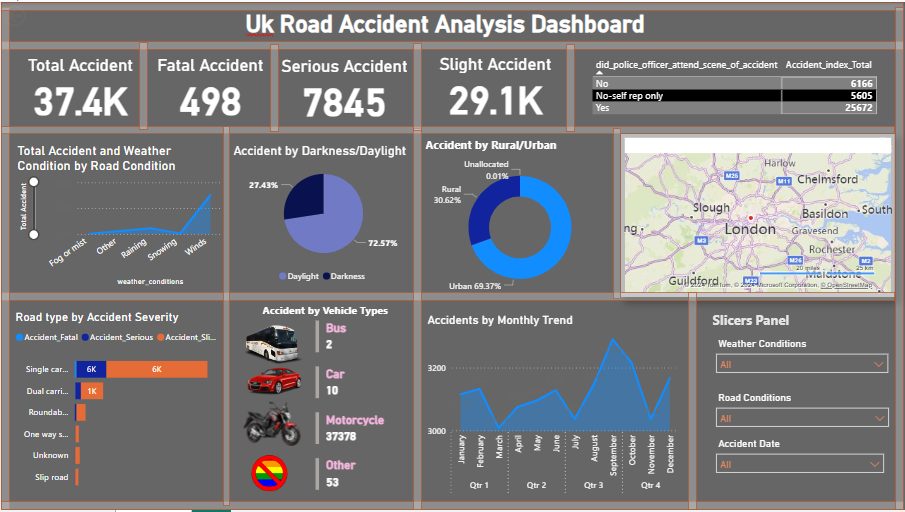 Uk Road Accident Analysis Dashboard
Total Accident
37.4K
Fatal Accident
498
Serious Accident
7845
Slight Accident
29.1K
did_police_officer_attend_scene_of_accident Accident_index_Total
No 6166
No-self rep only 5605
Yes 25672
Total Accident and Weather
Condition by Road Condition
Total Accident
Fog or mist
Other
Raining
Snowing
Winds
weather_conditions
Accident by Darkness/Daylight
27.43%
72.57%
Daylight Darkness
Accident by Rural/Urban
Unallocated
0.01%
Rural
30.62%
Urban 69.37%
Harlow
M25
M11
Chelmsford
Slough
Basildon
South
London
ng
Gravesend
M3
Rochester
M26
M2
20 miles 25 km
Maidstone
Guildford
M23
© 2024 TomTom, © 2024 Microsoft Corporation, © OpenStreetMap
Road type by Accident Severity
Accident_Fatal Accident_Serious Accident_Sli...
Single car... 6K 6K
Dual carri... 1K
Roundab...
One way s...
Unknown
Slip road
Accident by Vehicle Types
Bus
2
Car
10
Motorcycle
37378
Other
53
Accidents by Monthly Trend
3200
3000
January
February
March
April
May
June
July
August
September
October
November
December
Qtr 1 Qtr 2 Qtr 3 Qtr 4
Slicers Panel
Weather Conditions
All
Road Conditions
All
Accident Date
All